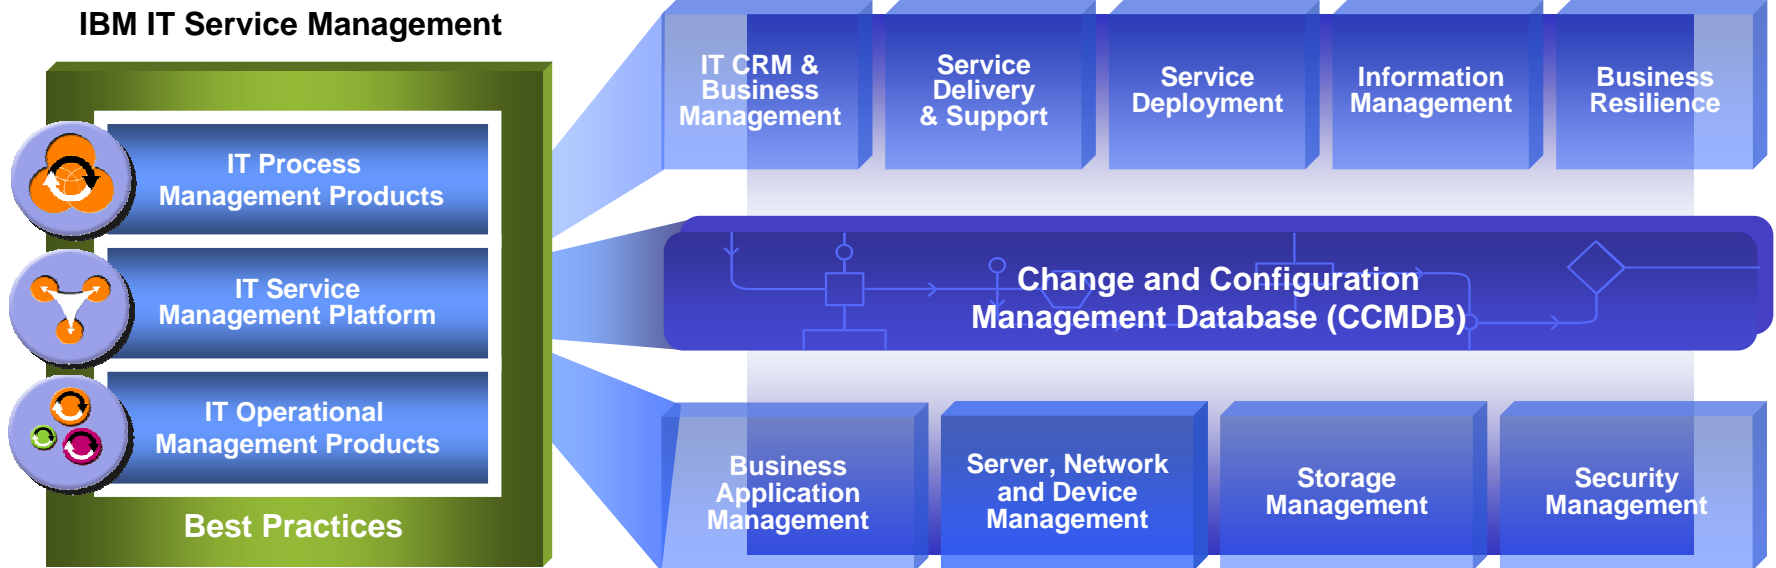 IBM IT Service Management
IT Process
Management Products
IT Service
Management Platform
IT Operational
Management Products
Best Practices
IT CRM &
Business
Management
Service
Delivery
& Support
Service
Deployment
Information
Management
Business
Resilience
Change and Configuration
Management Database (CCMDB)
Business
Application
Management
Server, Network
and Device
Management
Storage
Management
Security
Management